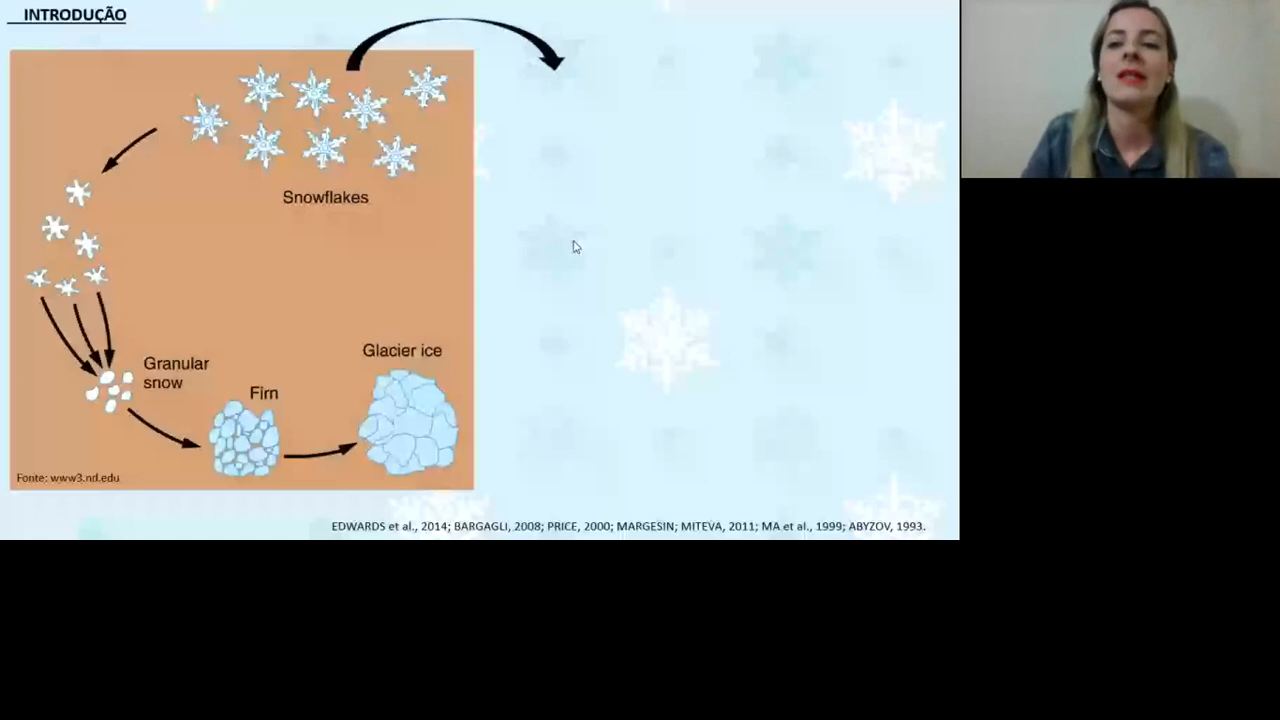 INTRODUÇÃO
Snowflakes
Glacier ice
Granular
snow
Firn
Fonte: www3.nd.edu
EDWARDS et al., 2014; BARGAGLI, 2008; PRICE, 2000; MARGESIN; MITEVA, 2011; MA et al., 1999; ABYZOV, 1993.